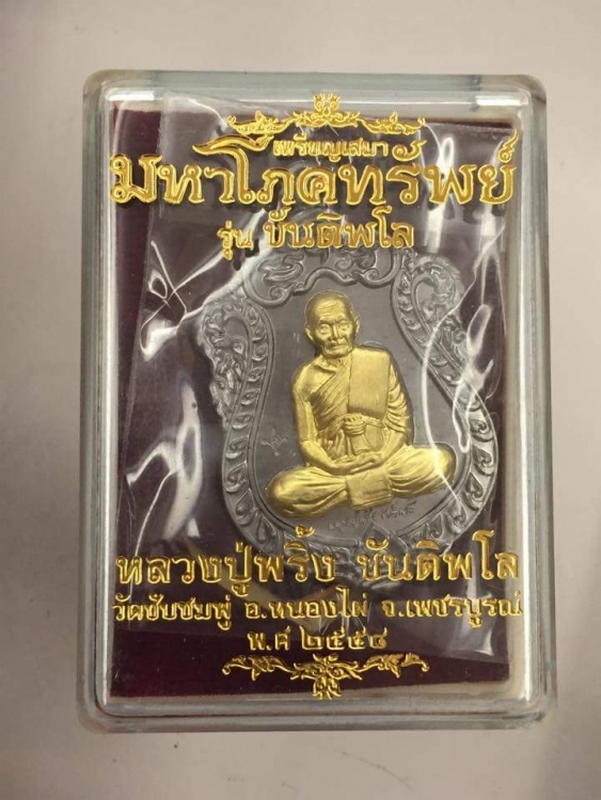 เหรียญเสมา
มหาโภคทรัพย์
รุ่น ขันติพโล
หลวงปู่พริ้ง ขันติพโล
วัดซับชมพู่ อ.หนองไผ่ จ.เพชรบูรณ์
พ.ศ ๒๕๕๔